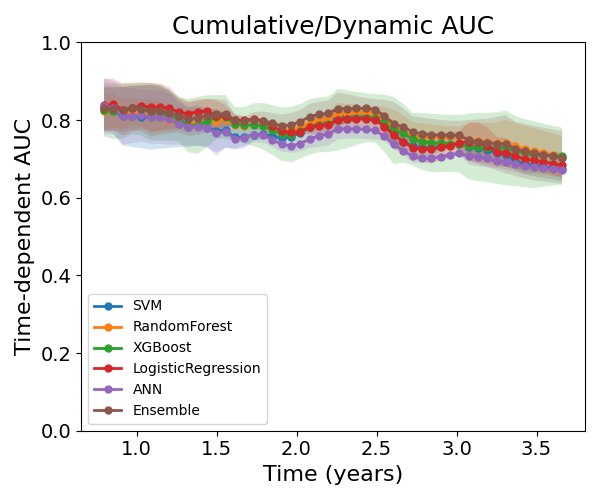 Cumulative/Dynamic AUC
Time-dependent AUC
1.0
0.8
0.6
0.4
0.2
0.0
SVM
RandomForest
XGBoost
LogisticRegression
ANN
Ensemble
1.0 1.5 2.0 2.5 3.0 3.5
Time (years)